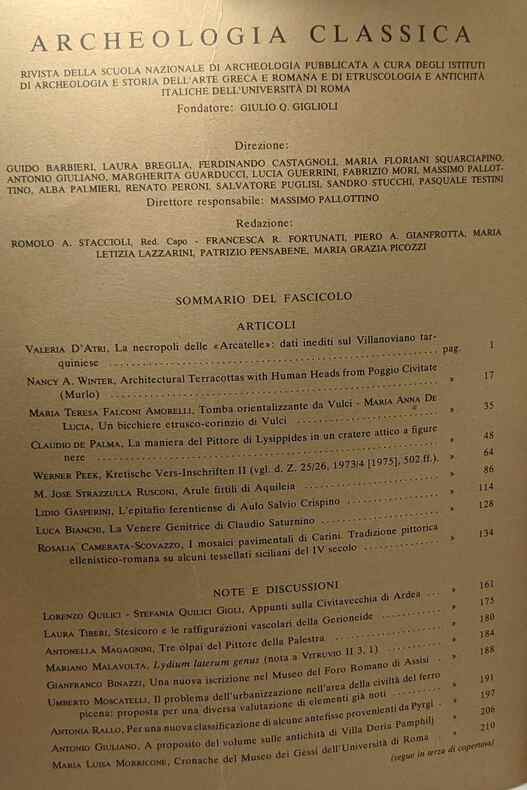 ARCHEOLOGIA CLASSICA
RIVISTA DELLA SCUOLA NAZIONALE DI ARCHEOLOGIA PUBBLICATA A CURA DEGLI ISTITUTI
DI ARCHEOLOGIA E STORIA DELL'ARTE GRECA E ROMANA E DI ETRUSCOLOGIA E ANTICHITÀ
ITALICHE DELL'UNIVERSITÀ DI ROMA
Fondatore: GIULIO Q. GIGLIOLI
Direzione:
GUIDO BARBIERI, LAURA BREGLIA, FERDINANDO CASTAGNOLI, MARIA FLORIANI SQUARCIAPINO,
ANTONIO GIULIANO, MARGHERITA GUARDUCCI, LUCIA GUERRINI, FABRIZIO MORI, MASSIMO PALLOT-
TINO, ALBA PALMIERI, RENATO PERONI, SALVATORE PUGLISI, SANDRO STUCCHI, PASQUALE TESTINI
Direttore responsabile: MASSIMO PALLOTTINO
Redazione:
ROMOLO A. STACCIOLI, Red. Capo - FRANCESCA R. FORTUNATI, PIERO A. GIANFROTTA, MARIA
LETIZIA LAZZARINI, PATRIZIO PENSABENE, MARIA GRAZIA PICOZZI
SOMMARIO DEL FASCICOLO
ARTICOLI
VALERIA D'ATRI, La necropoli delle «Arcatelle»: dati inediti sul Villanoviano tar-
quiniese .......... pag. 1
NANCY A. WINTER, Architectural Terracottas with Human Heads from Poggio Civitate
(Murlo) .......... » 17
MARIA TERESA FALCONI AMORELLI, Tomba orientalizzante da Vulci - MARIA ANNA DE
LUCIA, Un bicchiere etrusco-corinzio di Vulci .......... » 35
CLAUDIO DE PALMA, La maniera del Pittore di Lysippides in un cratere attico a figure
nere .......... » 48
WERNER PEEK, Kretische Vers-Inschriften II (vgl. d. Z. 25/26, 1973/4 [1975], 502 ff.). » 64
M. JOSÉ STRAZZULLA RUSCONI, Arule fittili di Aquileia .......... » 86
LIDIO GASPERINI, L'epitafio ferentiense di Aulo Salvio Crispino .......... » 114
LUCA BIANCHI, La Venere Genitrice di Claudio Saturnino .......... » 128
ROSALIA CAMERATA-SCOVAZZO, I mosaici pavimentali di Carini. Tradizione pittorica
ellenistico-romana su alcuni tessellati siciliani del IV secolo .......... » 134
NOTE E DISCUSSIONI
LORENZO QUILICI - STEFANIA QUILICI GIGLI, Appunti sulla Civitavecchia di Ardea ... » 161
LAURA TIBERI, Stesicoro e le raffigurazioni vascolari della Gerioneide .......... » 175
ANTONELLA MAGAGNINI, Tre olpai del Pittore della Palestra .......... » 180
MARIANO MALAVOLTA, Lydium laterum genus (nota a VITRUVIO II 3, 1) .......... » 184
GIANFRANCO BINAZZI, Una nuova iscrizione nel Museo del Foro Romano di Assisi . » 188
UMBERTO MOSCATELLI, Il problema dell'urbanizzazione nell'area della civiltà del ferro
picena: proposta per una diversa valutazione di elementi già noti .......... » 191
ANTONIA RALLO, Per una nuova classificazione di alcune antefisse provenienti da Pyrgi . » 197
ANTONIO GIULIANO, A proposito del volume sulle antichità di Villa Doria Pamphilj » 206
MARIA LUISA MORRICONE, Cronache del Museo dei Gessi dell'Università di Roma . » 210
(segue in terza di copertina)